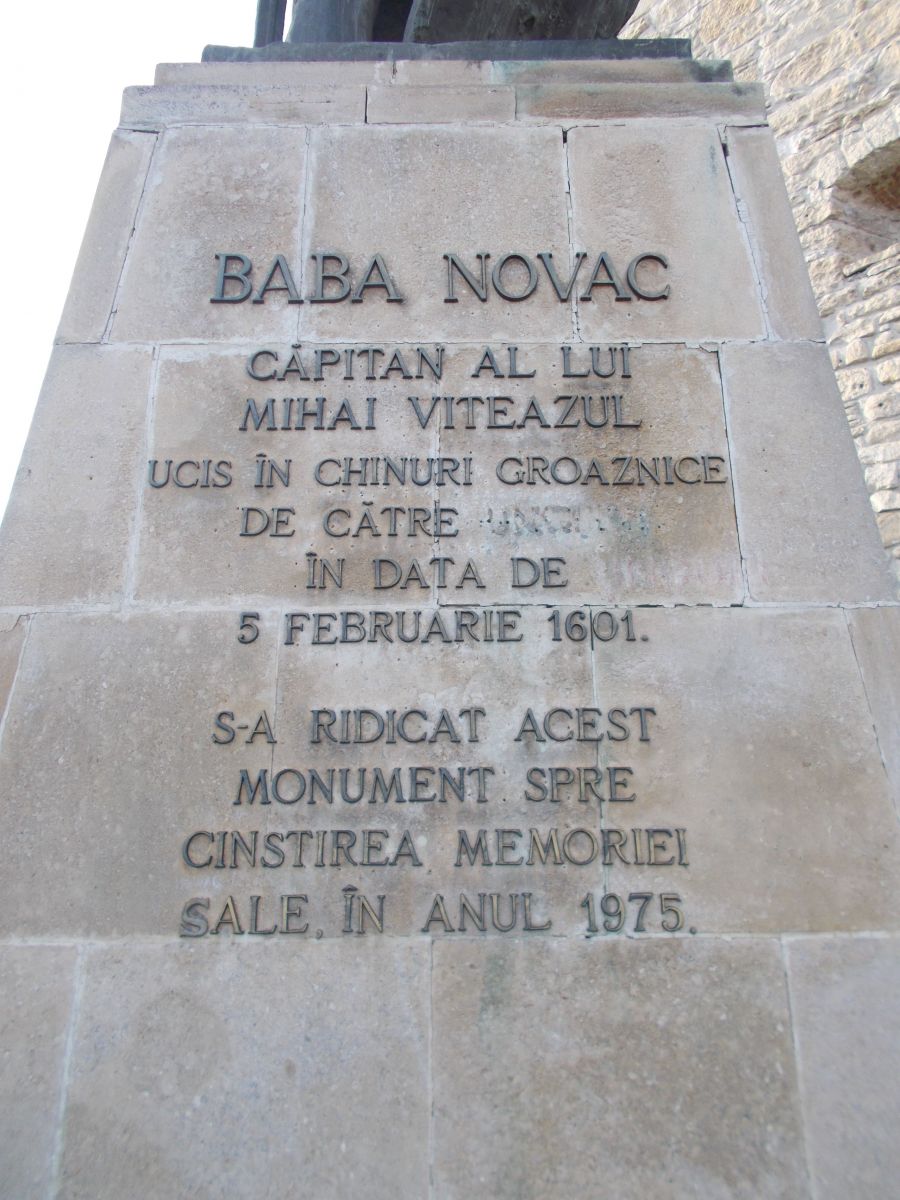 BABA NOVAC
CĂPITAN AL LUI
MIHAI VITEAZUL
UCIS ÎN CHINURI GROAZNICE
DE CĂTRE
ÎN DATA DE
5 FEBRUARIE 1601.
S-A RIDICAT ACEST
MONUMENT SPRE
CINSTIREA MEMORIEI
SALE, ÎN ANUL 1975.